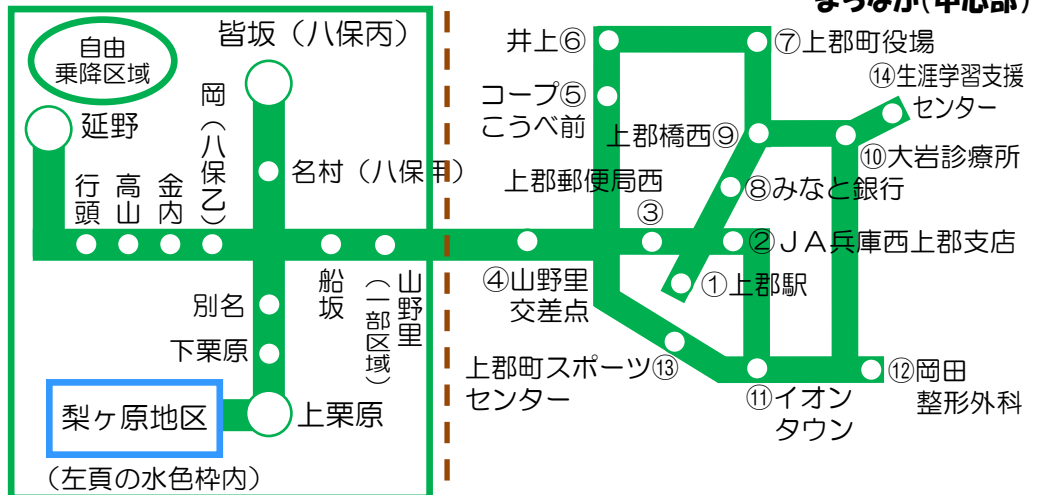 まちなか(中心部)
自由
乗降区域
皆坂（八保丙）
延野
岡（八保乙）
名村（八保甲）
行頭
高山
金内
船坂
山野里
（一部区域）
別名
下栗原
梨ヶ原地区
上栗原
（左頁の水色枠内）
井上⑥
⑦上郡町役場
コープ⑤
こうべ前
⑭生涯学習支援
センター
上郡橋西⑨
⑩大岩診療所
上郡郵便局西
③
⑧みなと銀行
②ＪＡ兵庫西上郡支店
④山野里
交差点
①上郡駅
上郡町スポーツ⑬
センター
⑪イオン
タウン
⑫岡田
整形外科